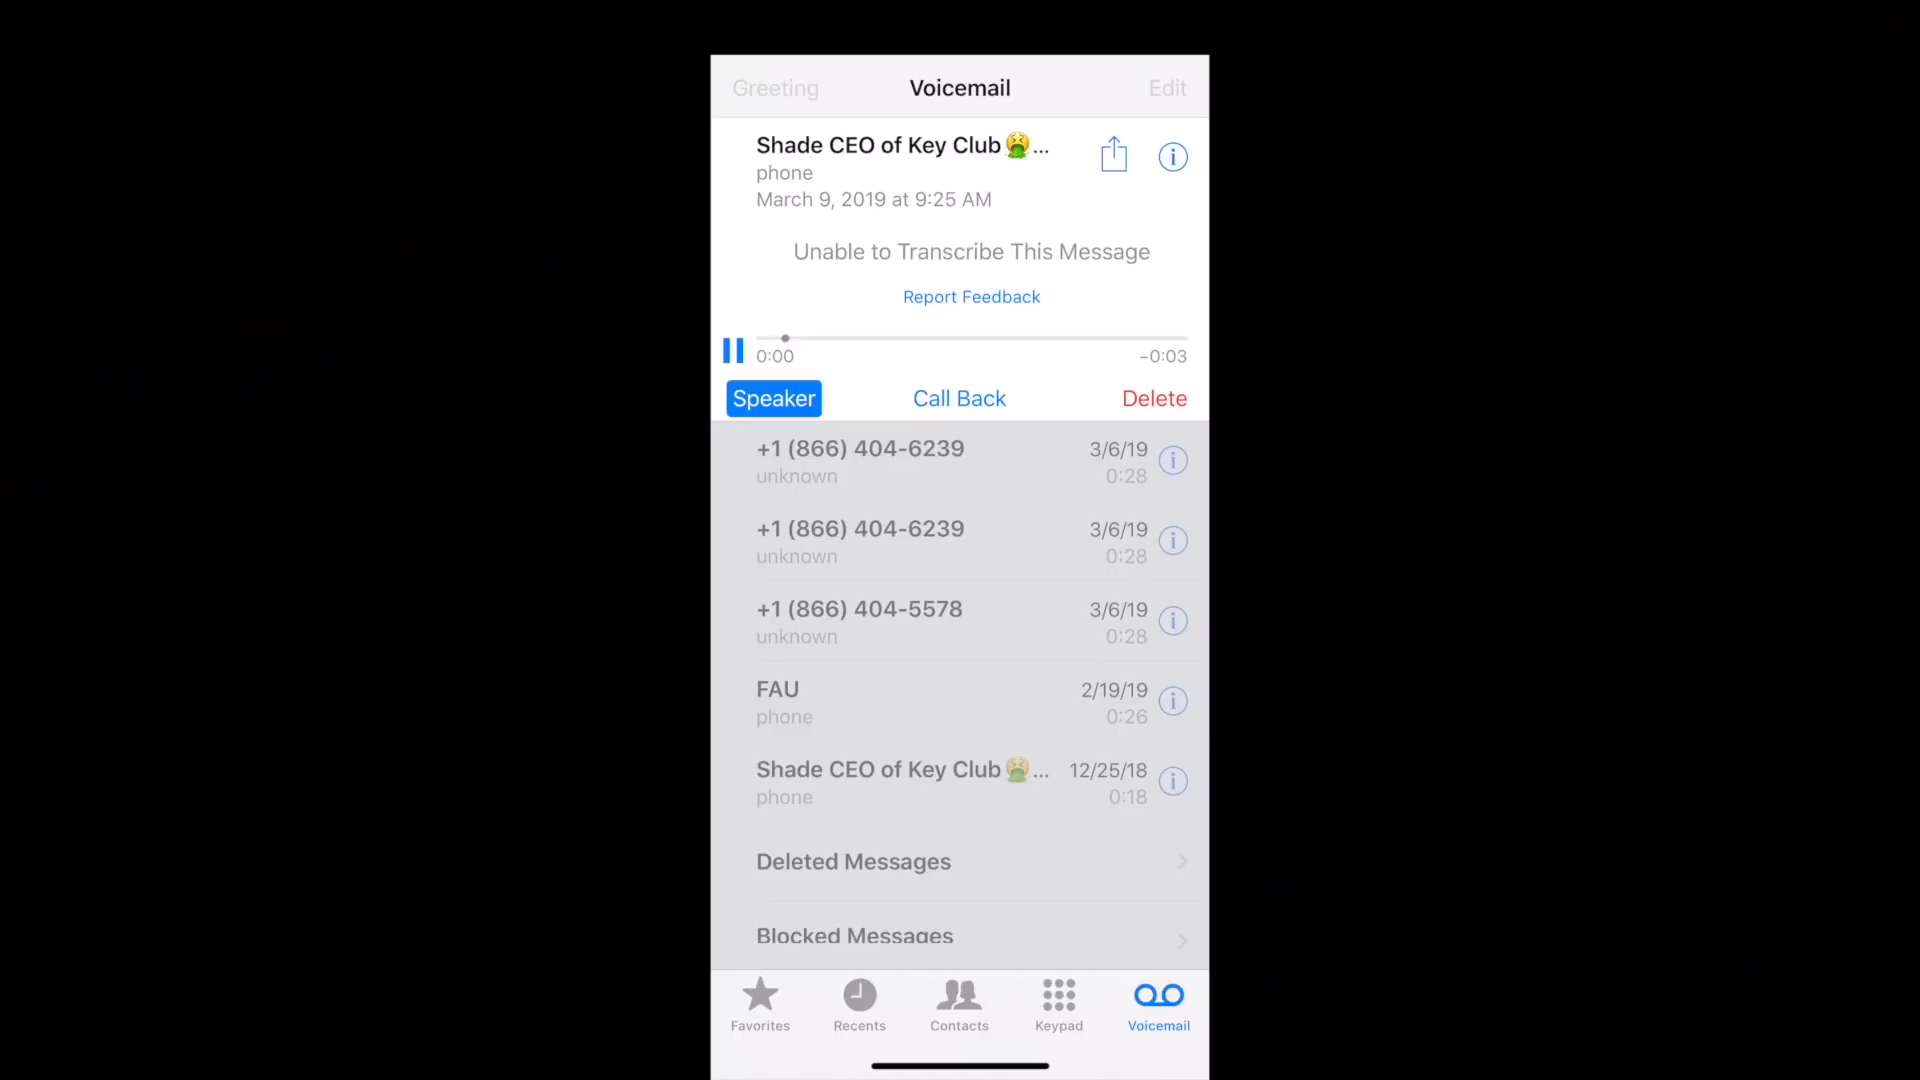 Greeting Voicemail Edit
Shade CEO of Key Club🤮...
phone
March 9, 2019 at 9:25 AM
Unable to Transcribe This Message
Report Feedback
0:00 −0:03
Speaker Call Back Delete
+1 (866) 404-6239 3/6/19
unknown 0:28
+1 (866) 404-6239 3/6/19
unknown 0:28
+1 (866) 404-5578 3/6/19
unknown 0:28
FAU 2/19/19
phone 0:26
Shade CEO of Key Club🤮... 12/25/18
phone 0:18
Deleted Messages
Blocked Messages
Favorites Recents Contacts Keypad Voicemail